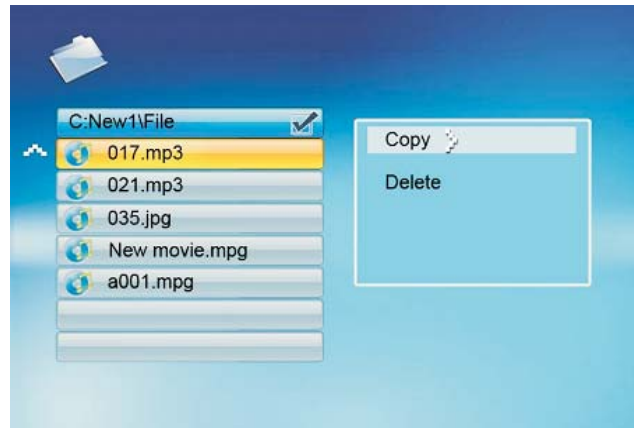 C:New1\File
017.mp3
021.mp3
035.jpg
New movie.mpg
a001.mpg
Copy
Delete